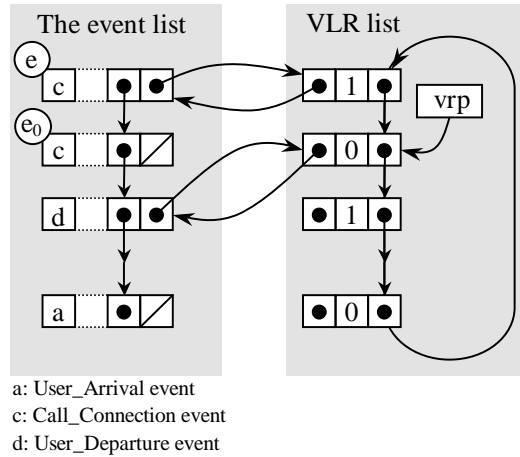 The event list
VLR list
e
c
1
vrp
e0
c
0
d
1
a
0
a: User_Arrival event
c: Call_Connection event
d: User_Departure event